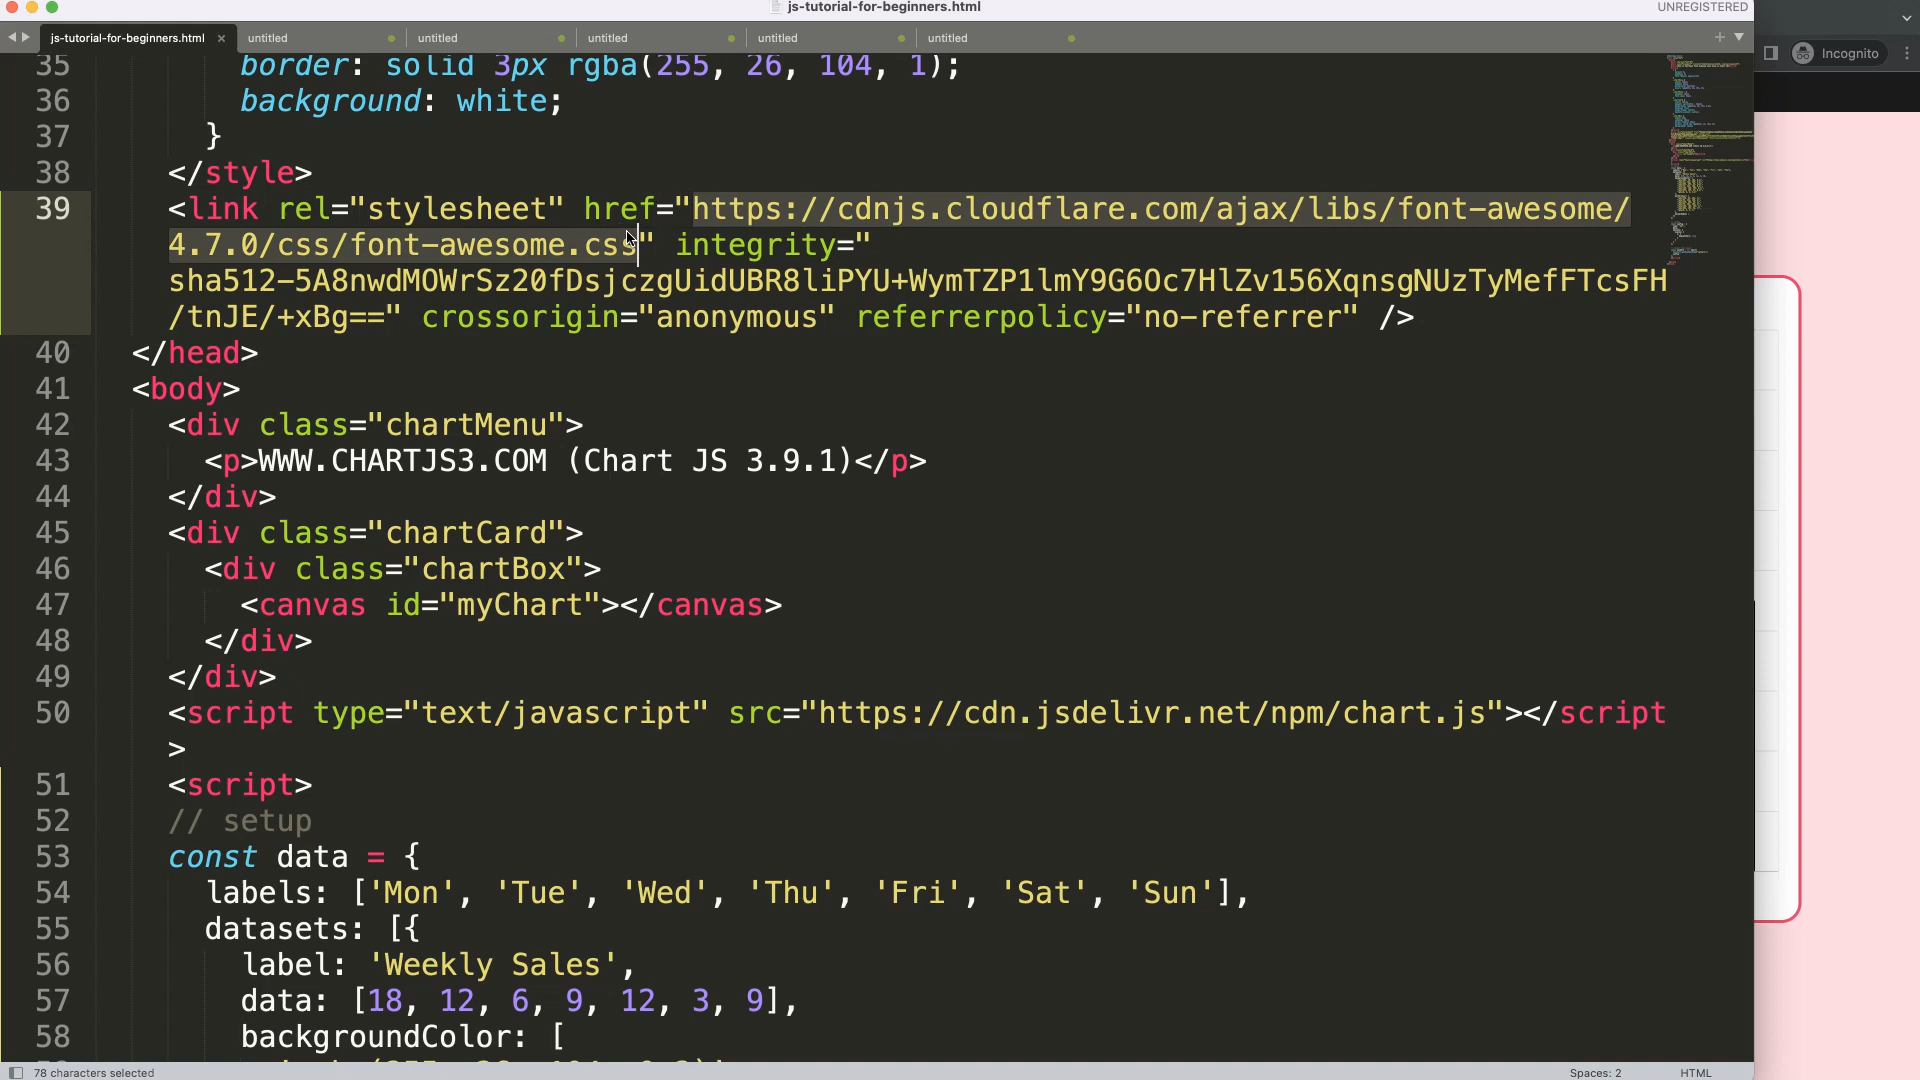 js-tutorial-for-beginners.html
UNREGISTERED
js-tutorial-for-beginners.html × untitled untitled untitled untitled untitled
Incognito
35 border: solid 3px rgba(255, 26, 104, 1);
36 background: white;
37 }
38 </style>
39 <link rel="stylesheet" href="https://cdnjs.cloudflare.com/ajax/libs/font-awesome/
4.7.0/css/font-awesome.css" integrity="
sha512-5A8nwdMOWrSz20fDsjczgUidUBR8liPYU+WymTZP1lmY9G6Oc7HlZv156XqnsgNUzTyMefFTcsFH
/tnJE/+xBg==" crossorigin="anonymous" referrerpolicy="no-referrer" />
40 </head>
41 <body>
42 <div class="chartMenu">
43 <p>WWW.CHARTJS3.COM (Chart JS 3.9.1)</p>
44 </div>
45 <div class="chartCard">
46 <div class="chartBox">
47 <canvas id="myChart"></canvas>
48 </div>
49 </div>
50 <script type="text/javascript" src="https://cdn.jsdelivr.net/npm/chart.js"></script
>
51 <script>
52 // setup
53 const data = {
54 labels: ['Mon', 'Tue', 'Wed', 'Thu', 'Fri', 'Sat', 'Sun'],
55 datasets: [{
56 label: 'Weekly Sales',
57 data: [18, 12, 6, 9, 12, 3, 9],
58 backgroundColor: [
78 characters selected
Spaces: 2
HTML